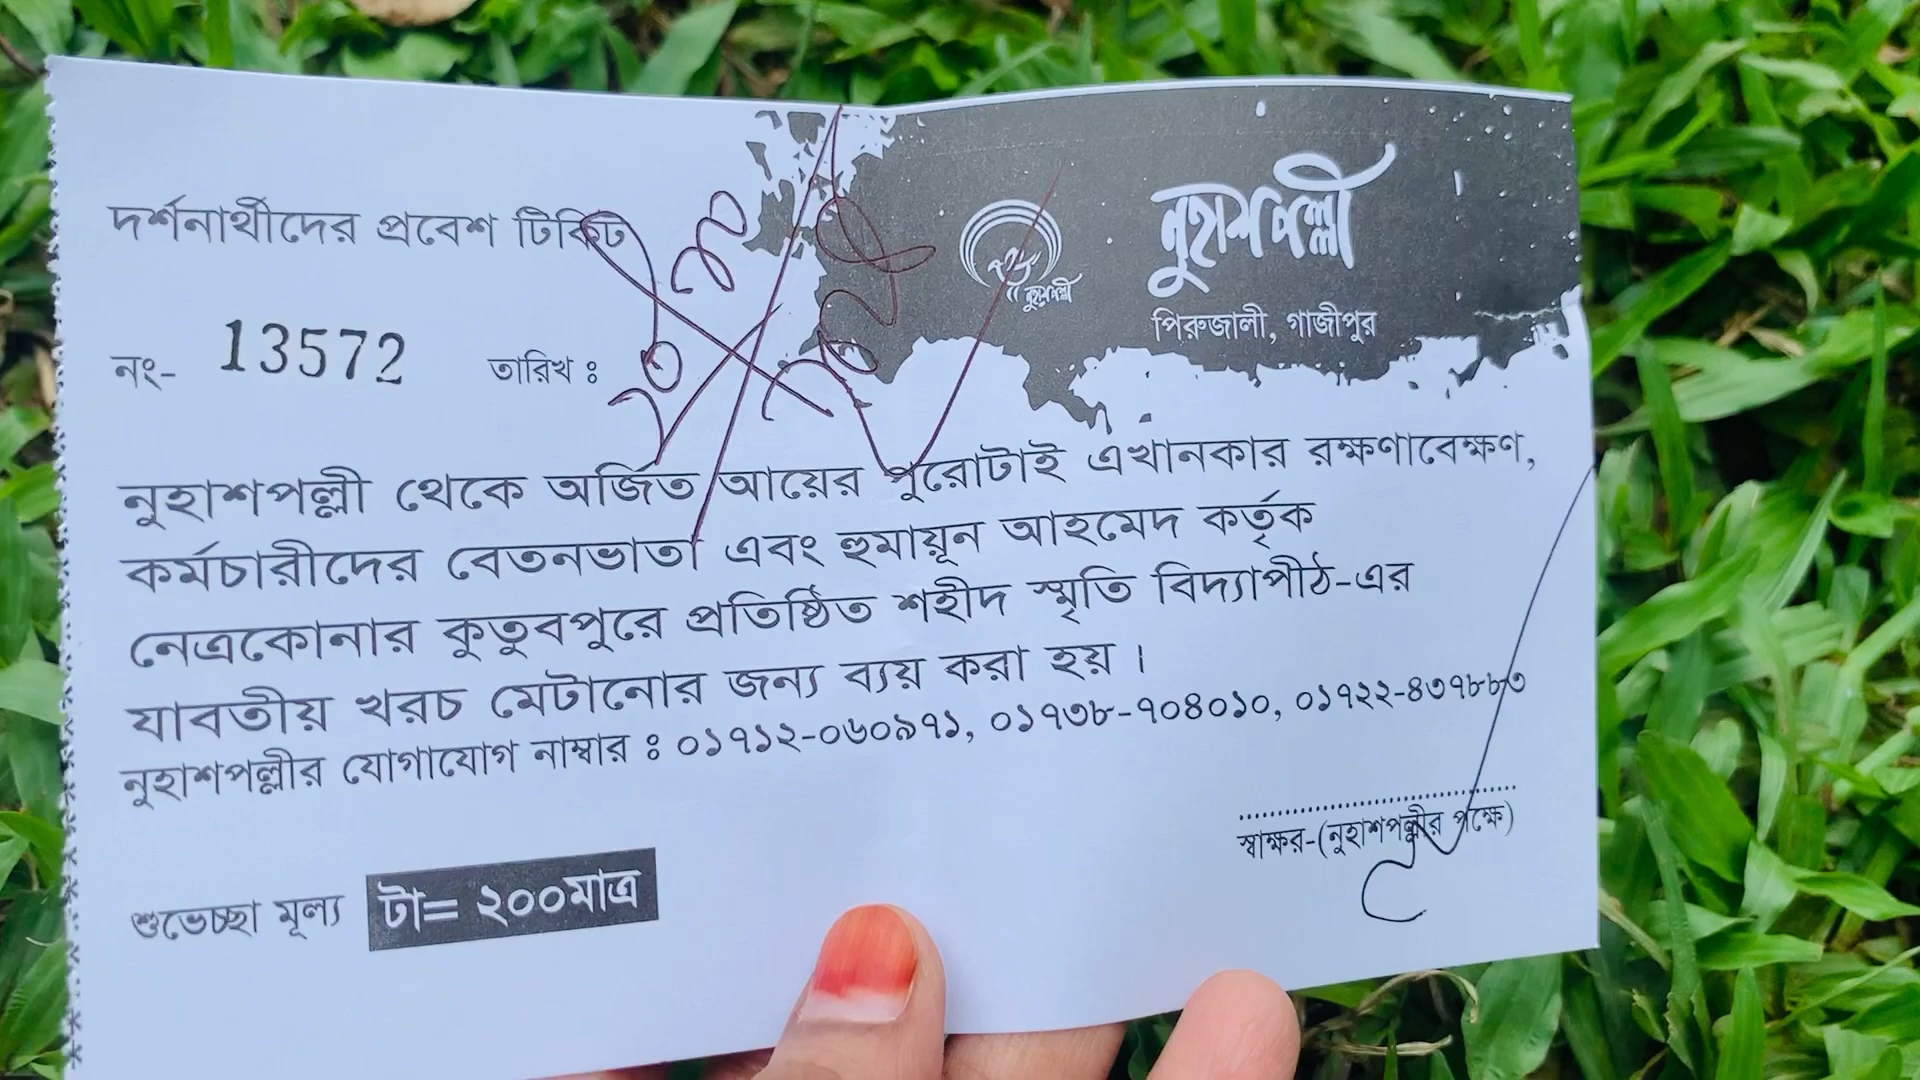 নুহাশপল্লী
নুহাশপল্লী
পিরুজালী, গাজীপুর
দর্শনার্থীদের প্রবেশ টিকিট
নং- 13572 তারিখ ঃ
নুহাশপল্লী থেকে অর্জিত আয়ের পুরোটাই এখানকার রক্ষণাবেক্ষণ,
কর্মচারীদের বেতনভাতা এবং হুমায়ূন আহমেদ কর্তৃক
নেত্রকোনার কুতুবপুরে প্রতিষ্ঠিত শহীদ স্মৃতি বিদ্যাপীঠ-এর
যাবতীয় খরচ মেটানোর জন্য ব্যয় করা হয় ।
নুহাশপল্লীর যোগাযোগ নাম্বার ঃ ০১৭১২-০৬০৯৭১, ০১৭৩৮-৭০৪০১০, ০১৭২২-৪৩৭৮৮৩
স্বাক্ষর-(নুহাশপল্লীর পক্ষে)
শুভেচ্ছা মূল্য টা= ২০০মাত্র